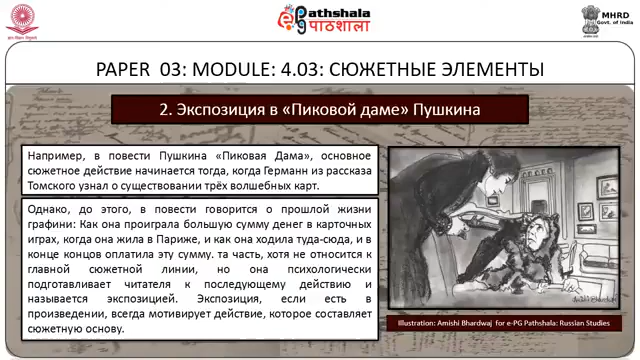 Pathshala
पाठशाला
MHRD
Govt. of India
PAPER 03: MODULE: 4.03: СЮЖЕТНЫЕ ЭЛЕМЕНТЫ
2. Экспозиция в «Пиковой даме» Пушкина
Например, в повести Пушкина «Пиковая Дама», основное
сюжетное действие начинается тогда, когда Германн из рассказа
Томского узнал о существовании трёх волшебных карт.
Однако, до этого, в повести говорится о прошлой жизни
графини: Как она проиграла большую сумму денег в карточных
играх, когда она жила в Париже, и как она ходила туда-сюда, и в
конце концов оплатила эту сумму. та часть, хотя не относится к
главной сюжетной линии, но она психологически
подготавливает читателя к последующему действию и
называется экспозицией. Экспозиция, если есть в
произведении, всегда мотивирует действие, которое составляет
сюжетную основу.
Amishi Bhardwaj
Illustration: Amishi Bhardwaj for e-PG Pathshala: Russian Studies